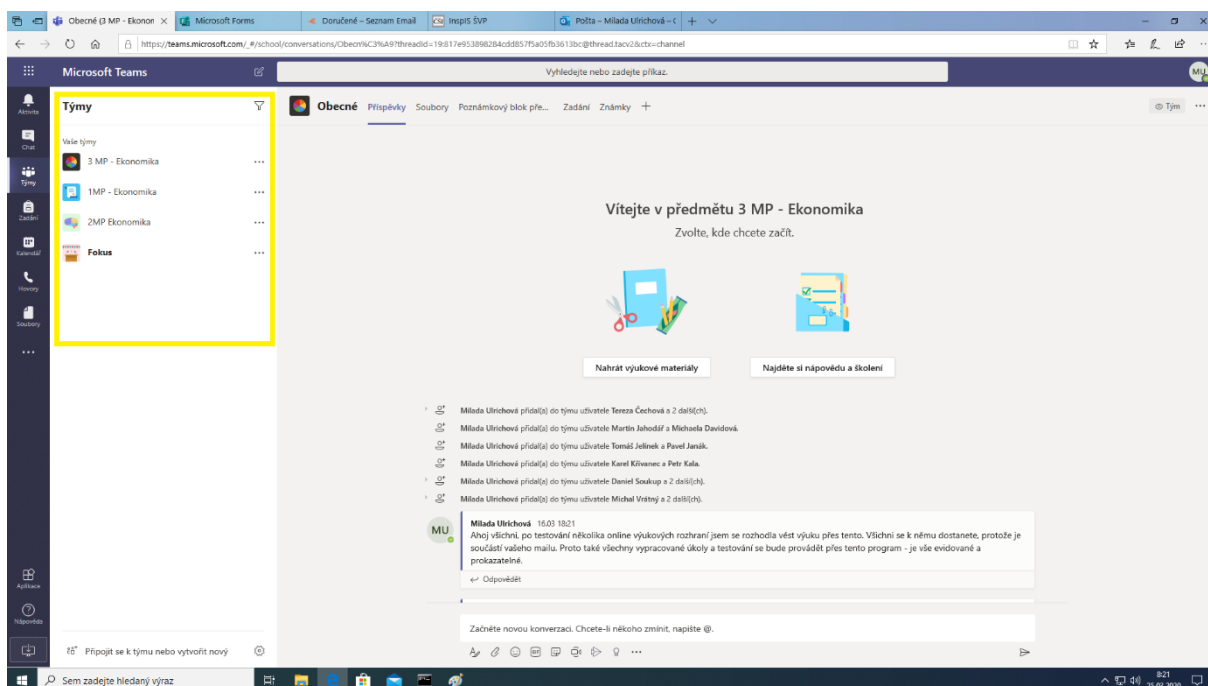 Obecné (3 MP - Ekonon
Microsoft Forms
Doručené – Seznam Email
InspIS ŠVP
Pošta – Milada Ulrichová – 
https://teams.microsoft.com/_#/school/conversations/Obecn%C3%A9?threadId=19:817e953898284cdd857f5a05fb3613bc@thread.tacv2&ctx=channel
Microsoft Teams
Vyhledejte nebo zadejte příkaz.
MU
Aktivita
Chat
Týmy
Zadání
Kalendář
Hovory
Soubory
Aplikace
Nápověda
Týmy
Vaše týmy
3 MP - Ekonomika
1MP - Ekonomika
2MP Ekonomika
Fokus
Připojit se k týmu nebo vytvořit nový
Obecné Příspěvky Soubory Poznámkový blok pře... Zadání Známky
Tým
Vítejte v předmětu 3 MP - Ekonomika
Zvolte, kde chcete začít.
Nahrát výukové materiály
Najděte si nápovědu a školení
Milada Ulrichová přidal(a) do týmu uživatele Tereza Čechová a 2 další(ch).
Milada Ulrichová přidal(a) do týmu uživatele Martin Jahodář a Michaela Davidová.
Milada Ulrichová přidal(a) do týmu uživatele Tomáš Jelínek a Pavel Janák.
Milada Ulrichová přidal(a) do týmu uživatele Karel Křivanec a Petr Kala.
Milada Ulrichová přidal(a) do týmu uživatele Daniel Soukup a 2 další(ch).
Milada Ulrichová přidal(a) do týmu uživatele Michal Vrátný a 2 další(ch).
MU
Milada Ulrichová 16.03 18:21
Ahoj všichni, po testování několika online výukových rozhraní jsem se rozhodla vést výuku přes tento. Všichni se k němu dostanete, protože je
součástí vašeho mailu. Proto také všechny vypracované úkoly a testování se bude provádět přes tento program - je vše evidované a
prokazatelné.
Odpovědět
Začněte novou konverzaci. Chcete-li někoho zmínit, napište @.
GIF
Sem zadejte hledaný výraz
8:21
25.03.2020